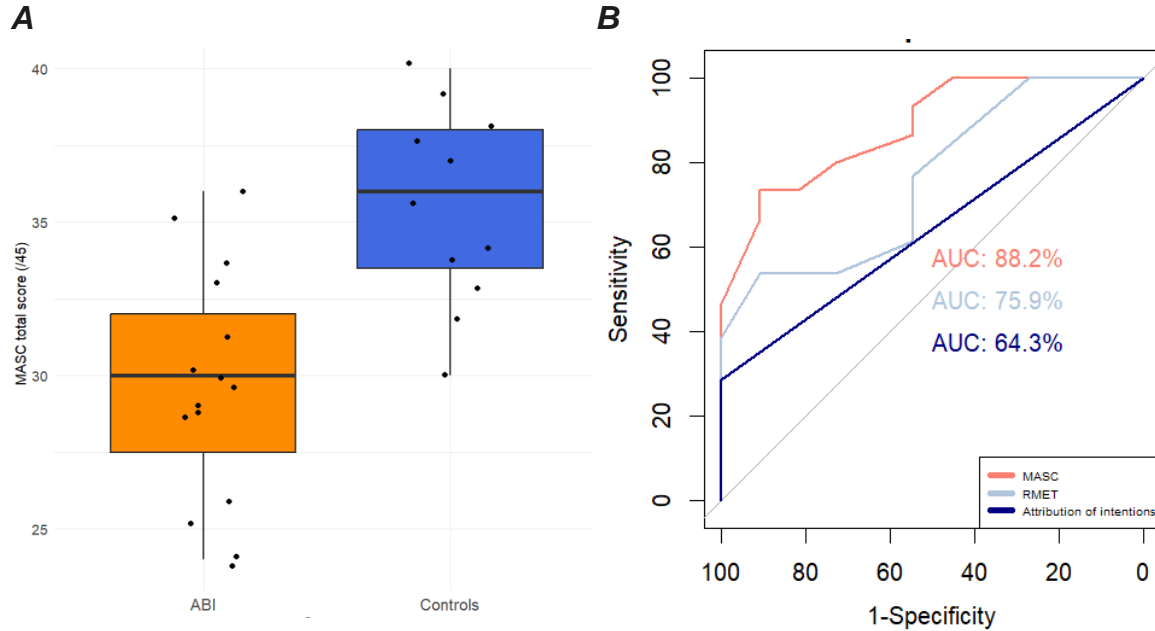 A
MASC total score (/45)
40
35
30
25
ABI
Controls
B
Sensitivity
100
80
60
40
20
0
AUC: 88.2%
AUC: 75.9%
AUC: 64.3%
MASC
RMET
Attribution of intentions
100 80 60 40 20 0
1-Specificity